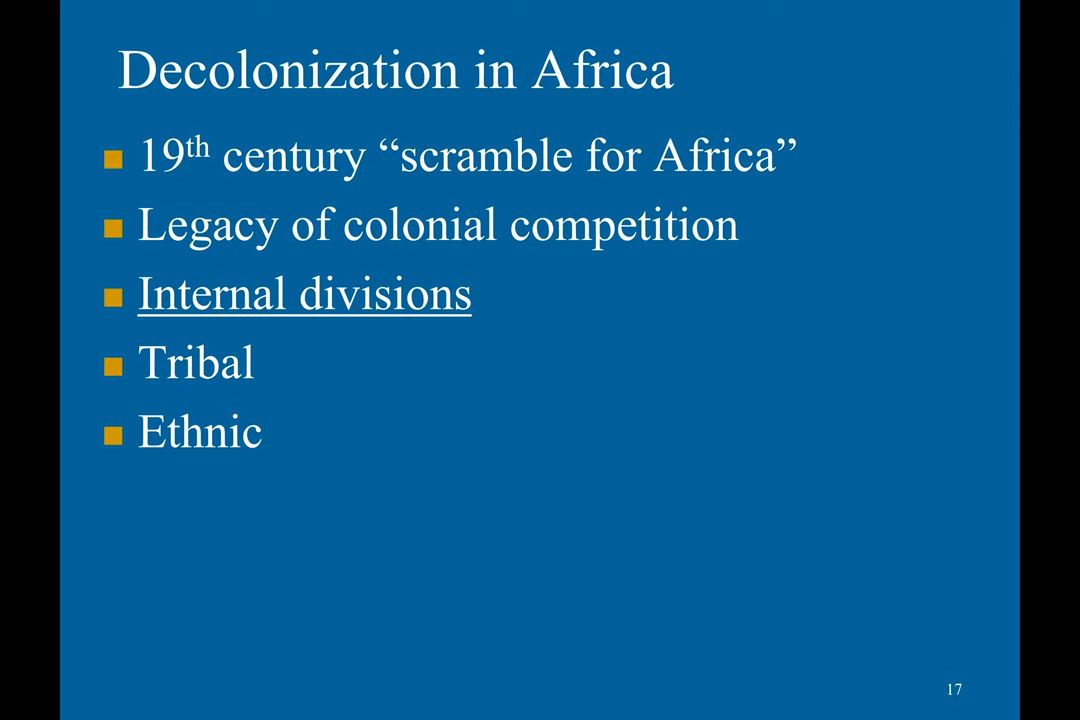 Decolonization in Africa
19th century “scramble for Africa”
Legacy of colonial competition
Internal divisions
Tribal
Ethnic
17